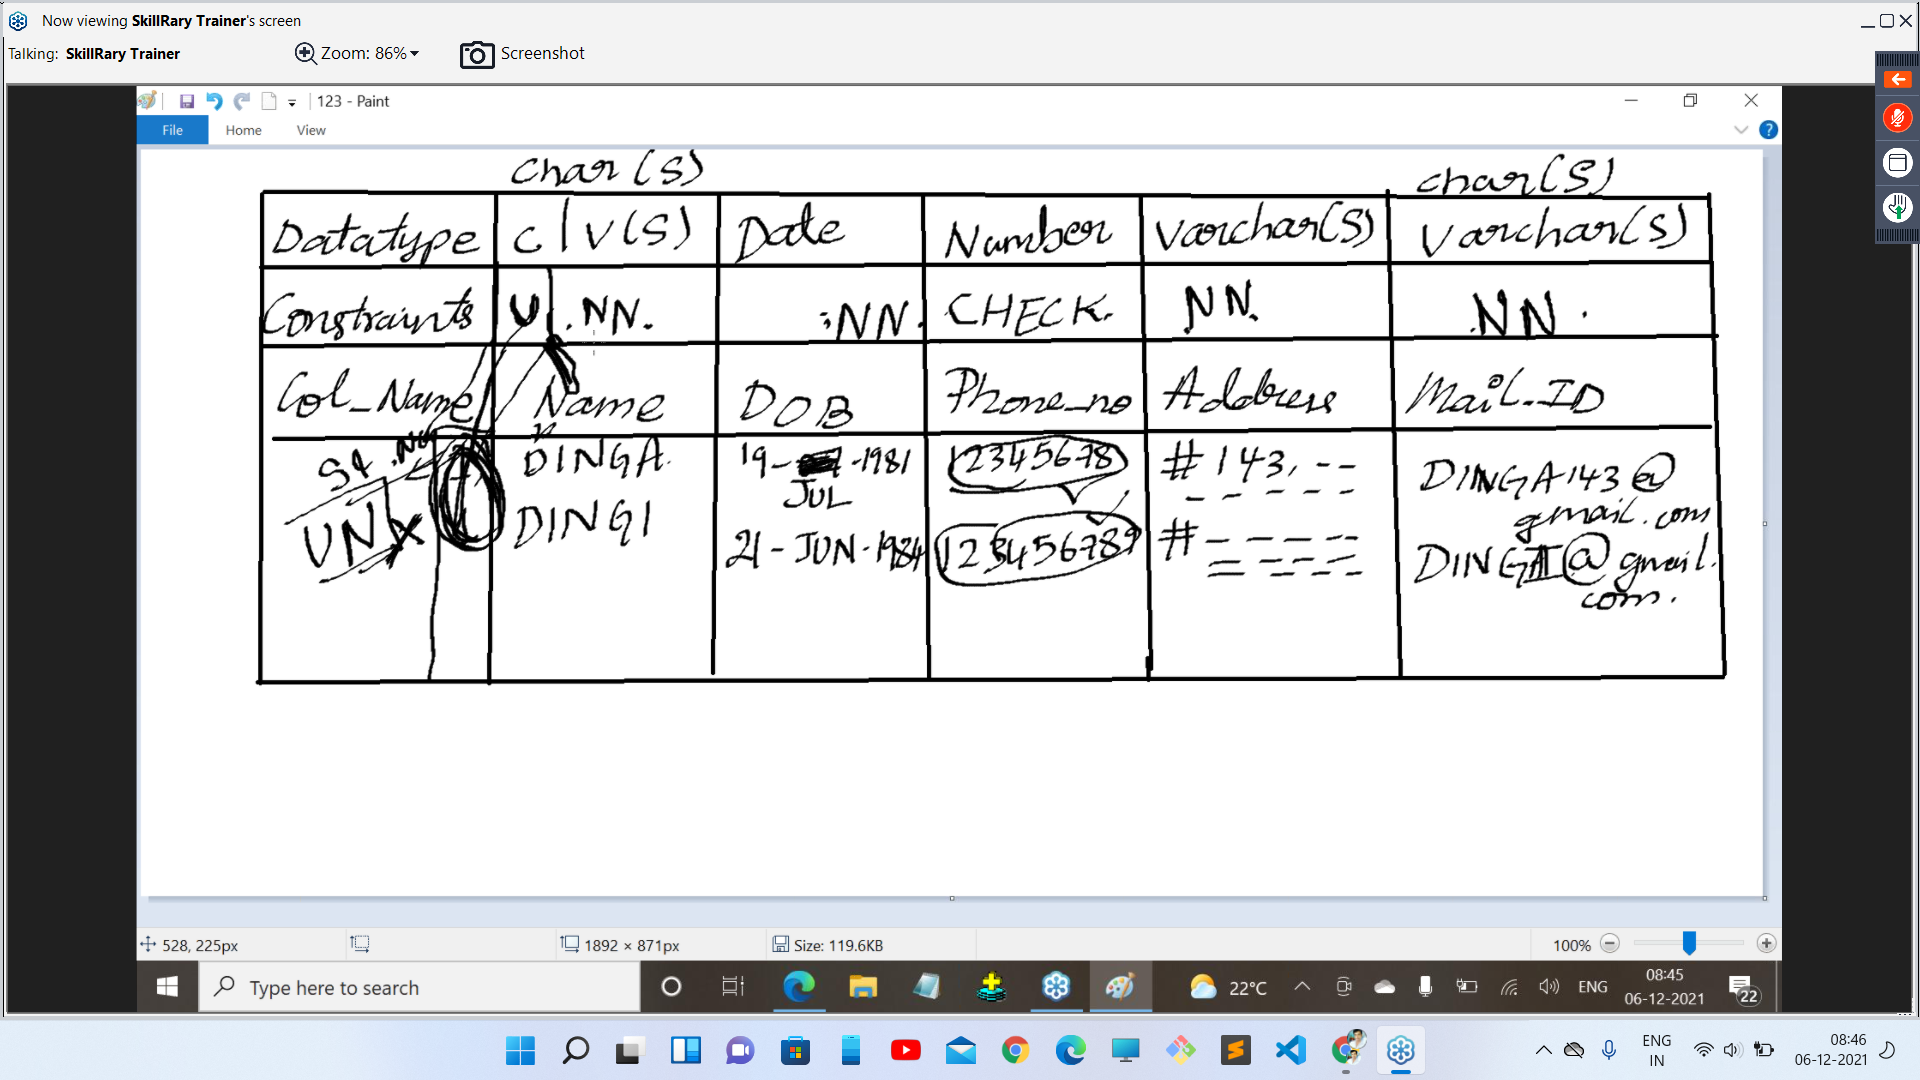 Now viewing SkillRary Trainer's screen
Talking: SkillRary Trainer
Zoom: 86%
Screenshot
123 - Paint
File Home View
char(S) char(S)
Datatype C | V(S) Date Number Varchar(S) Varchar(S)
Constraints U .NN. :NN. CHECK. NN. .NN.
Col_Name Name DOB Phone_no Address Mail_ID
DINGA. 19- -1981 12345678 #143, -- DINGA143@
JUL gmail.com
DINGI 21-JUN-1984 123456789 # DINGI@gmail.
com.
528, 225px
1892 × 871px
Size: 119.6KB
100%
Type here to search
22°C
ENG
08:45
06-12-2021
22
ENG
IN
08:46
06-12-2021